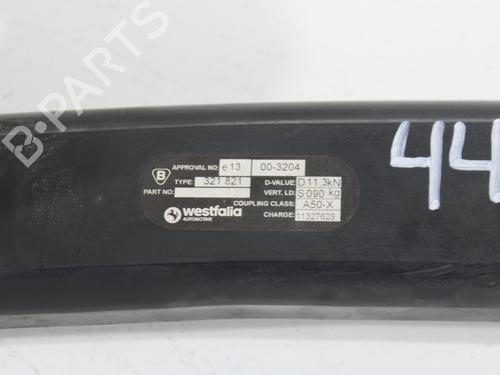 APPROVAL NO: e 13 00-3204
TYPE: 321 821 D-VALUE: D 11.3kN
PART NO: VERT. LD: S 090 kg
COUPLING CLASS: A50-X
CHARGE: 11327623
westfalia
AUTOMOTIVE
44
B
B-PARTS